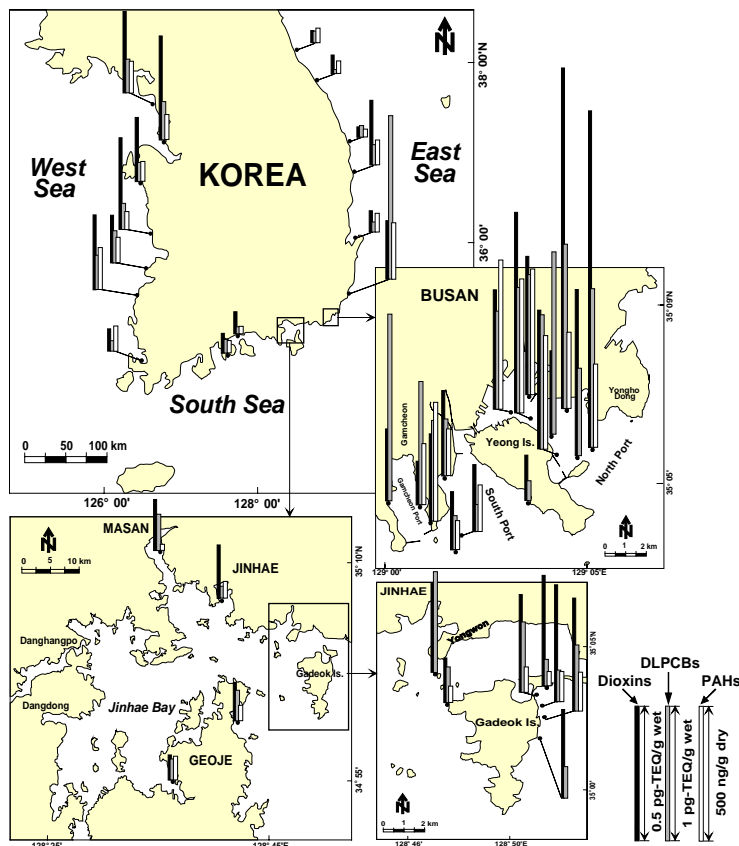 N
38° 00'N
West
Sea
KOREA
East
Sea
36° 00'N
South Sea
0 50 100 km
126° 00'
128° 00'
BUSAN
35° 09'N
Yongho
Dong
Gamcheon
Yeong Is.
Gamcheon Port
South Port
North Port
35° 05'
N
0 1 2 km
129° 00'
129° 05'E
N
0 5 10 km
MASAN
JINHAE
35° 10'N
Danghangpo
Dangdong
Jinhae Bay
Gadeok Is.
GEOJE
34° 55'
128° 45'E
JINHAE
Yongwon
35°05'N
Gadeok Is.
35°00'N
N
0 1 2 km
128° 46'
128° 50'E
Dioxins
DLPCBs
PAHs
0.5 pg-TEQ/g wet
1 pg-TEQ/g wet
500 ng/g dry